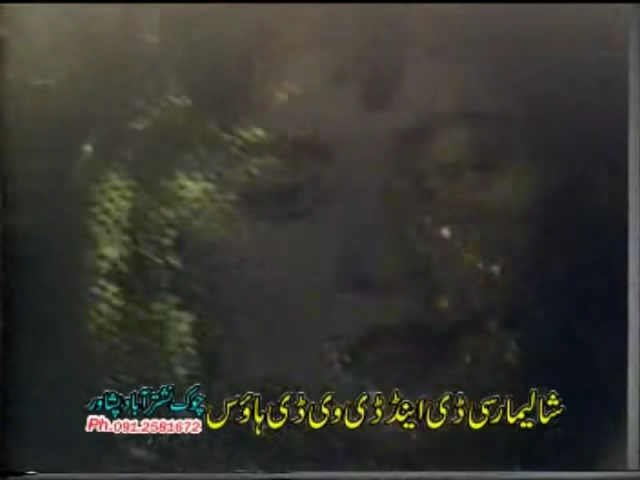 شالیمار سی ڈی اینڈ ڈی وی ڈی ہاؤس
چوک نشتر آباد پشاور
Ph.091.2581672